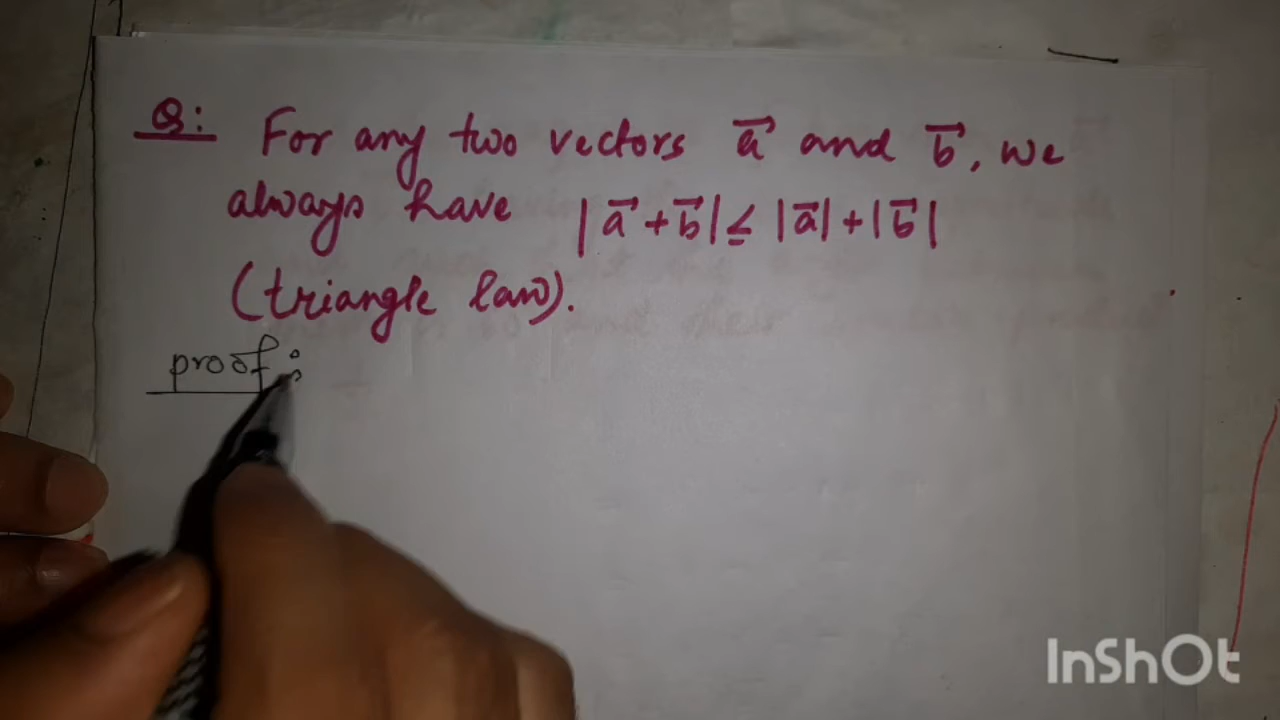 Q: For any two vectors a⃗ and b⃗, we
always have |a⃗+b⃗| ≤ |a⃗|+|b⃗|
(triangle law).
proof:
InShOt